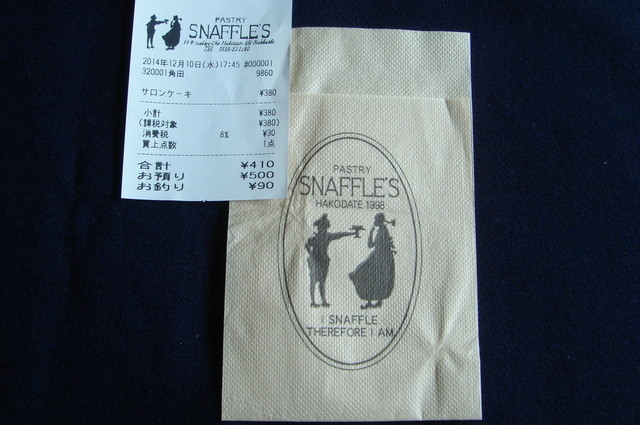 PASTRY
SNAFFLE'S
2014年12月10日(水)17:45 #000001
320001角田 9860
サロンケーキ ¥380
小計 ¥380
(課税対象 ¥380)
消費税 8% ¥30
買上点数 1点
合計 ¥410
お預り ¥500
お釣り ¥90
PASTRY
SNAFFLE'S
HAKODATE 1998
I SNAFFLE
THEREFORE I AM